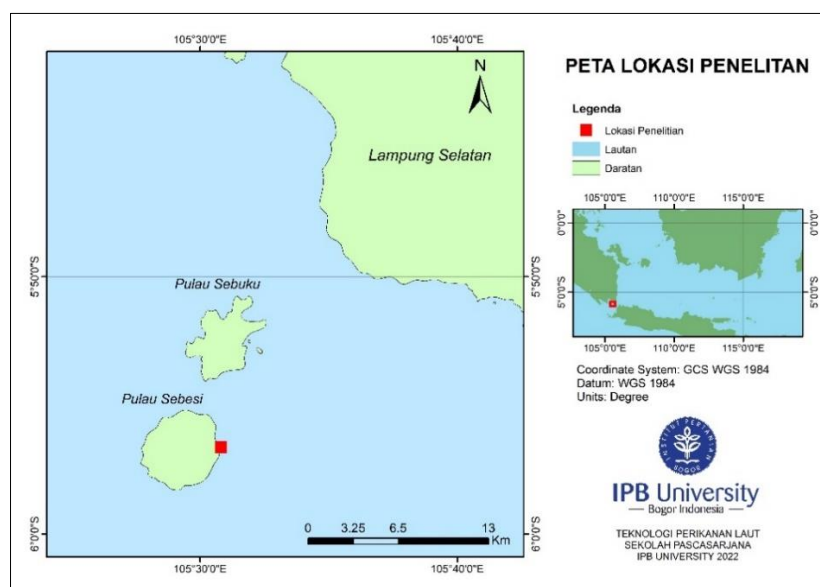 105°30'0"E
105°40'0"E
N
Lampung Selatan
5°50'0"S
5°50'0"S
Pulau Sebuku
Pulau Sebesi
6°0'0"S
6°0'0"S
0 3.25 6.5 13
Km
105°30'0"E
105°40'0"E
PETA LOKASI PENELITAN
Legenda
Lokasi Penelitian
Lautan
Daratan
105°0'0"E 110°0'0"E 115°0'0"E
0°0'0"
0°0'0"
5°0'0"S
5°0'0"S
105°0'0"E 110°0'0"E 115°0'0"E
Coordinate System: GCS WGS 1984
Datum: WGS 1984
Units: Degree
INSTITUT PERTANIAN
BOGOR
IPB University
Bogor Indonesia
TEKNOLOGI PERIKANAN LAUT
SEKOLAH PASCASARJANA
IPB UNIVERSITY 2022